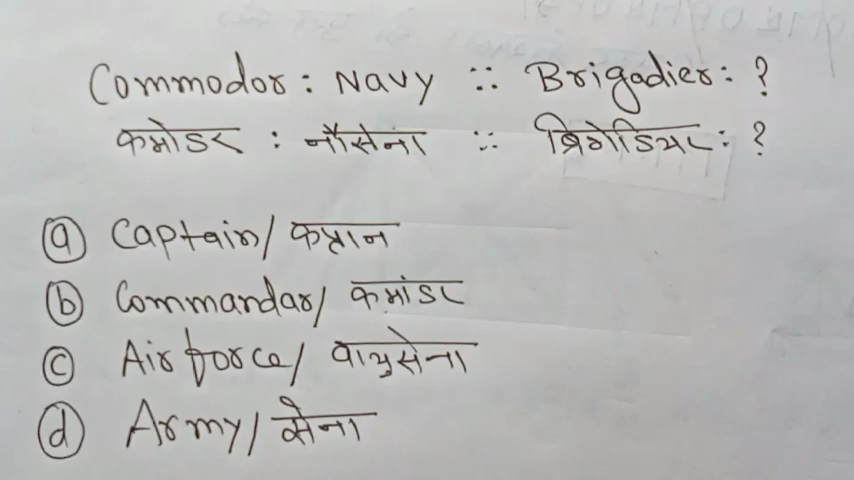 Commodor : Navy :: Brigadier : ?
कमोडर : नौसेना :: ब्रिगेडियर : ?
(a) Captain/ कप्तान
(b) Commandar/ कमांडर
(c) Air force/ वायुसेना
(d) Army/ सेना